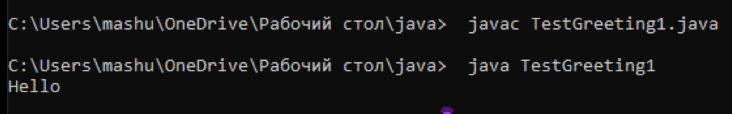 C:\Users\mashu\OneDrive\Рабочий стол\java>  javac TestGreeting1.java
C:\Users\mashu\OneDrive\Рабочий стол\java>  java TestGreeting1
Hello